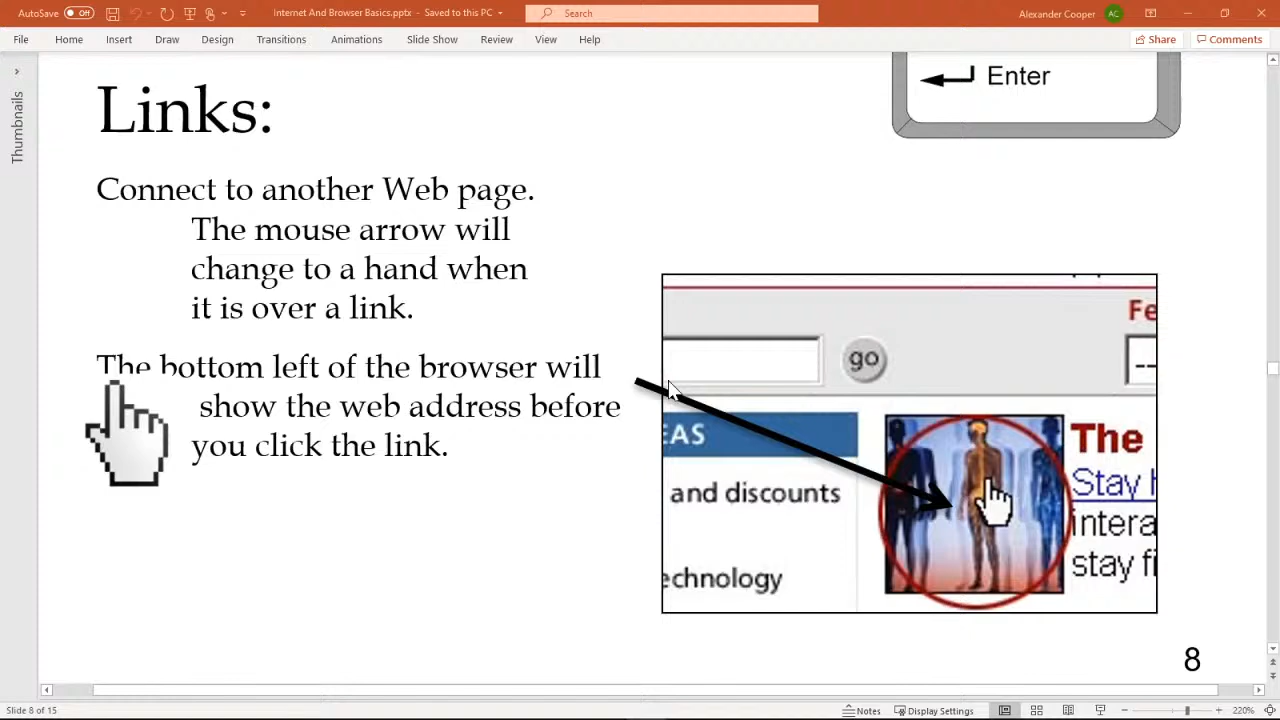 AutoSave Off Internet And Browser Basics.pptx - Saved to this PC Search Alexander Cooper AC
File Home Insert Draw Design Transitions Animations Slide Show Review View Help Share Comments
Thumbnails
Enter
Links:
Connect to another Web page.
The mouse arrow will
change to a hand when
it is over a link.
The bottom left of the browser will
show the web address before
you click the link.
Fe
go --
EAS
and discounts
echnology
The
Stay
intera
stay fi
8
Slide 8 of 15 Notes Display Settings 220%